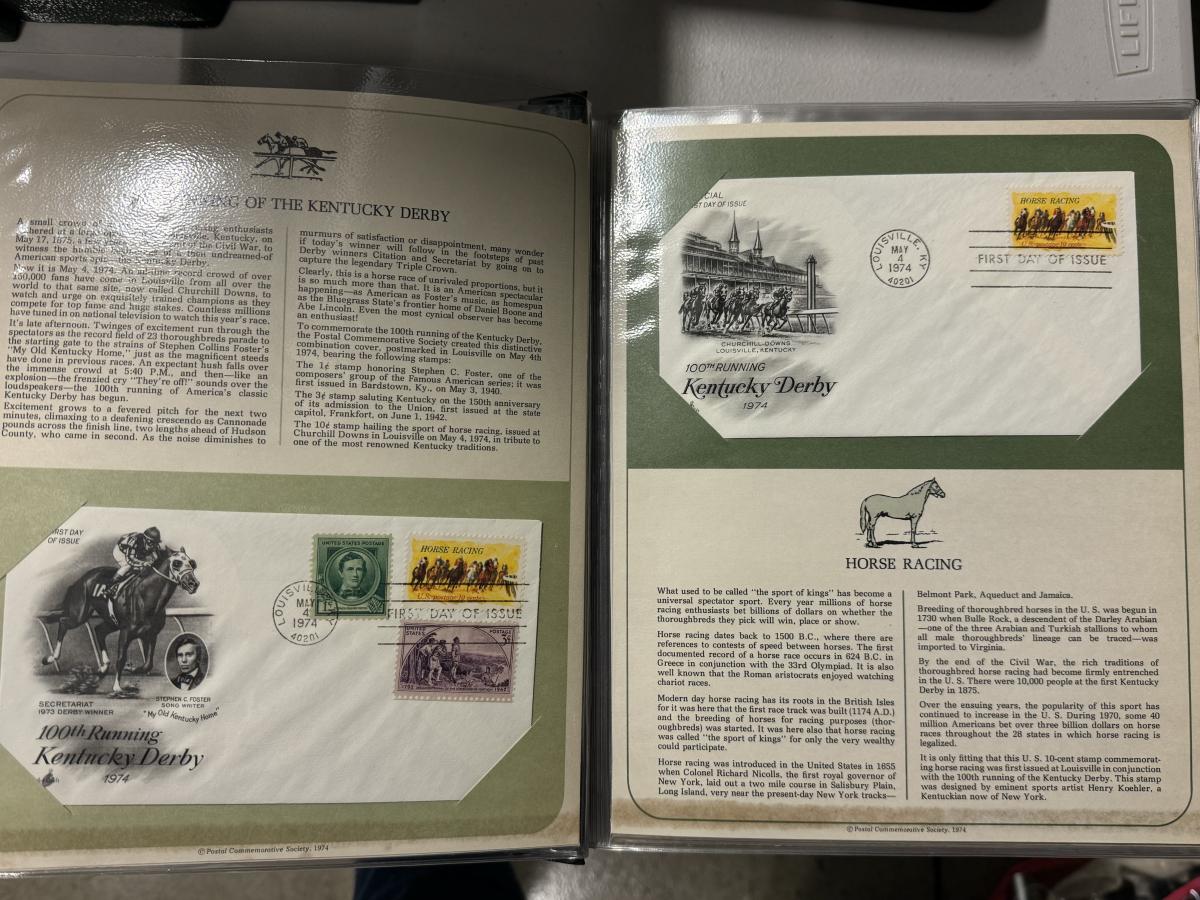 NING OF THE KENTUCKY DERBY
A small crowd of
ing enthusiasts
May 17, 1875, a few
of the Civil War, to
witness the
of a then undreamed-of
Now it is May 4, 1974. An all-time record crowd of over
150,000 fans have come to Louisville from all over the
world to that same site, now called Churchill Downs, to
watch and urge on exquisitely trained champions as they
compete for top fame and huge stakes. Countless millions
have tuned in on national television to watch this year's race.
It's late afternoon. Twinges of excitement run through the
spectators as the record field of 23 thoroughbreds parade to
the starting gate to the strains of Stephen Collins Foster's
"My Old Kentucky Home," just as the magnificent steeds
have done in previous races. An expectant hush falls over
the immense crowd at 5:40 P.M., and then—like an
explosion—the frenzied cry "They're off!" sounds over the
loudspeakers—the 100th running of America's classic
Kentucky Derby has begun.
Excitement grows to a fevered pitch for the next two
minutes, climaxing to a deafening crescendo as Cannonade
pounds across the finish line, two lengths ahead of Hudson
County, who came in second. As the noise diminishes to
murmurs of satisfaction or disappointment, many wonder
if today's winner will follow in the footsteps of past
Derby winners Citation and Secretariat by going on to
capture the legendary Triple Crown.
Clearly, this is a horse race of unrivaled proportions, but it
is so much more than that. It is an American spectacular
happening—as American as Foster's music, as homespun
as the Bluegrass State's frontier home of Daniel Boone and
Abe Lincoln. Even the most cynical observer has become
an enthusiast!
To commemorate the 100th running of the Kentucky Derby,
the Postal Commemorative Society created this distinctive
combination cover, postmarked in Louisville on May 4th
1974, bearing the following stamps:
The 1¢ stamp honoring Stephen C. Foster, one of the
composers' group of the Famous American series; it was
first issued in Bardstown, Ky., on May 3, 1940.
The 3¢ stamp saluting Kentucky on the 150th anniversary
of its admission to the Union, first issued at the state
capitol, Frankfort, on June 1, 1942.
The 10¢ stamp hailing the sport of horse racing, issued at
Churchill Downs in Louisville on May 4, 1974, in tribute to
one of the most renowned Kentucky traditions.
RST DAY
OF ISSUE
1A
SECRETARIAT
1973 DERBY WINNER
STEPHEN C. FOSTER
SONG WRITER
"My Old Kentucky Home"
100th Running
Kentucky Derby
1974
LOUISVILLE
MAY
4
1974
40201
UNITED STATES POSTAGE
1¢
HORSE RACING
U.S. postage 10 cents
FIRST DAY OF ISSUE
UNITED STATES POSTAGE 3¢
1792 1942
© Postal Commemorative Society, 1974
CIAL
ST DAY OF ISSUE
CHURCHILL DOWNS
LOUISVILLE, KENTUCKY
100TH RUNNING
Kentucky Derby
1974
LOUISVILLE, KY
MAY
4
1974
40201
HORSE RACING
U.S. postage 10 cents
FIRST DAY OF ISSUE
HORSE RACING
What used to be called "the sport of kings" has become a
universal spectator sport. Every year millions of horse
racing enthusiasts bet billions of dollars on whether the
thoroughbreds they pick will win, place or show.
Horse racing dates back to 1500 B.C., where there are
references to contests of speed between horses. The first
documented record of a horse race occurs in 624 B.C. in
Greece in conjunction with the 33rd Olympiad. It is also
well known that the Roman aristocrats enjoyed watching
chariot races.
Modern day horse racing has its roots in the British Isles
for it was here that the first race track was built (1174 A.D.)
and the breeding of horses for racing purposes (thor-
oughbreds) was started. It was here also that horse racing
was called "the sport of kings" for only the very wealthy
could participate.
Horse racing was introduced in the United States in 1655
when Colonel Richard Nicolls, the first royal governor of
New York, laid out a two mile course in Salisbury Plain,
Long Island, very near the present-day New York tracks—
Belmont Park, Aqueduct and Jamaica.
Breeding of thoroughbred horses in the U.S. was begun in
1730 when Bulle Rock, a descendent of the Darley Arabian
—one of the three Arabian and Turkish stallions to whom
all male thoroughbreds' lineage can be traced—was
imported to Virginia.
By the end of the Civil War, the rich traditions of
thoroughbred horse racing had become firmly entrenched
in the U.S. There were 10,000 people at the first Kentucky
Derby in 1875.
Over the ensuing years, the popularity of this sport has
continued to increase in the U. S. During 1970, some 40
million Americans bet over three billion dollars on horse
races throughout the 28 states in which horse racing is
legalized.
It is only fitting that this U. S. 10-cent stamp commemorat-
ing horse racing was first issued at Louisville in conjunction
with the 100th running of the Kentucky Derby. This stamp
was designed by eminent sports artist Henry Koehler, a
Kentuckian now of New York.
© Postal Commemorative Society, 1974
LIF